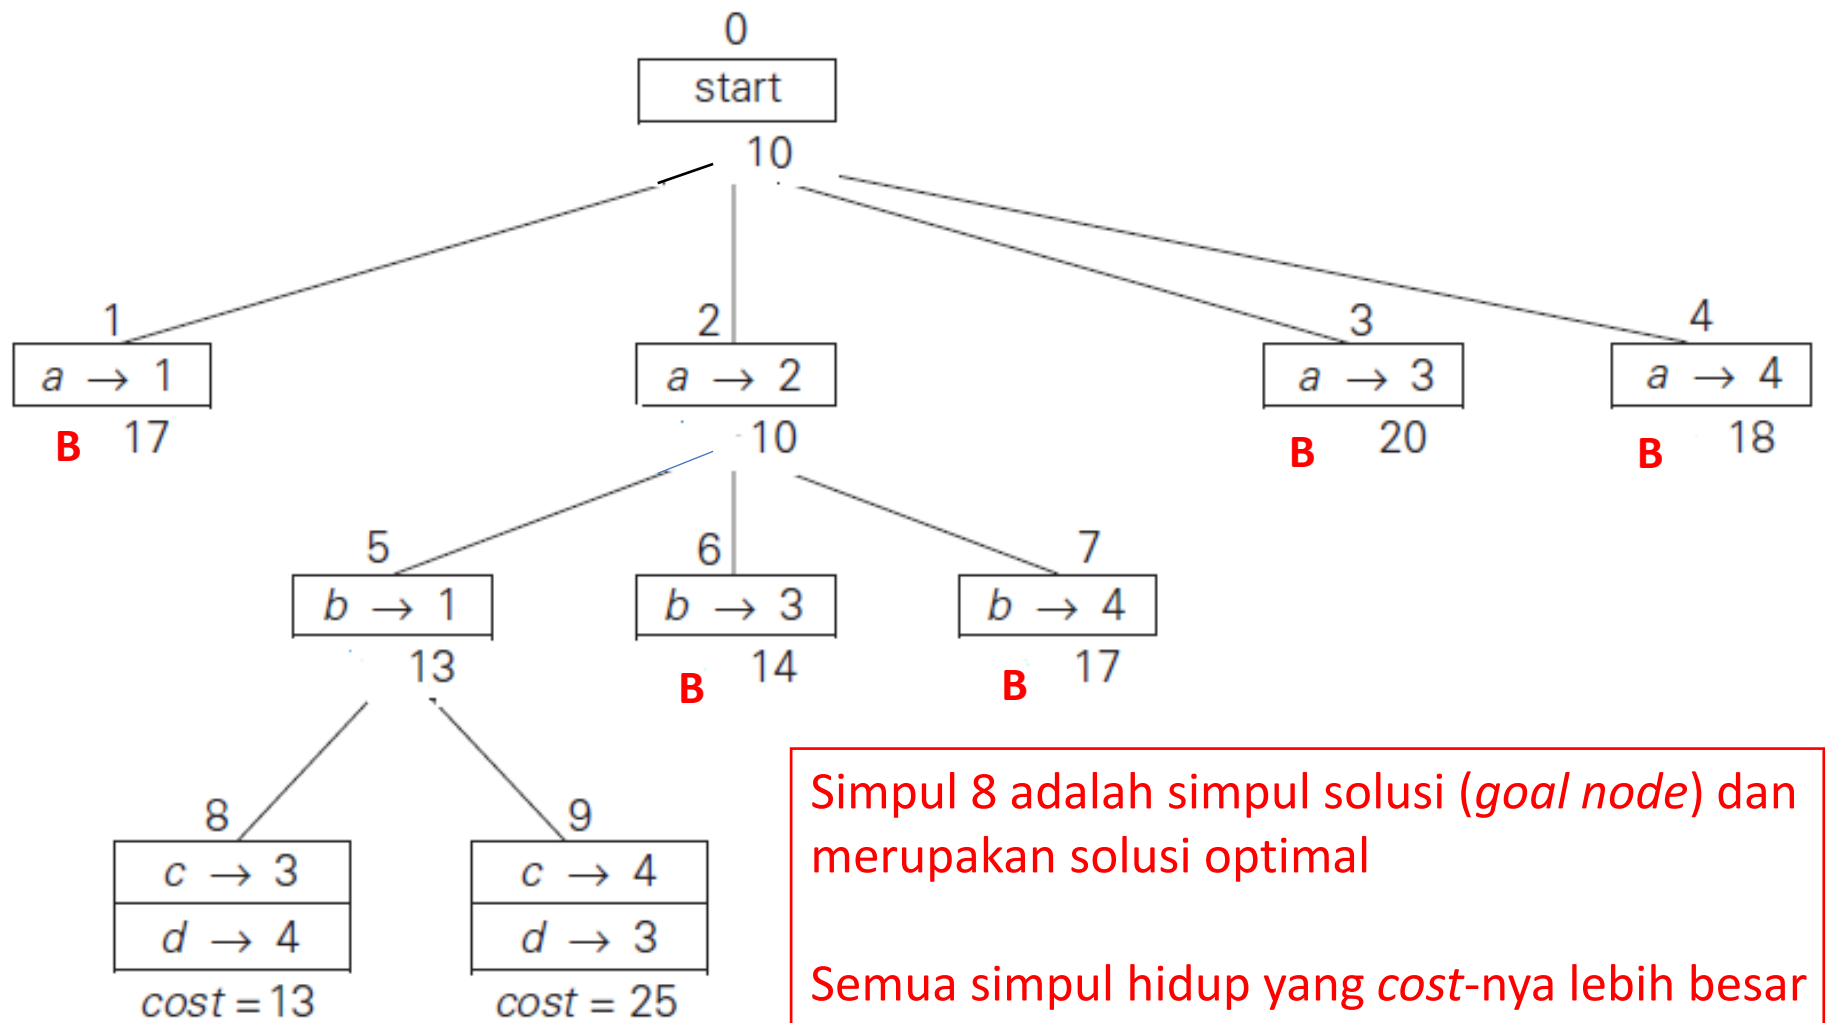 0
start
10
1 2 3 4
a → 1 a → 2 a → 3 a → 4
B 17 10 B 20 B 18
5 6 7
b → 1 b → 3 b → 4
13 B 14 B 17
8 9
c → 3 c → 4
d → 4 d → 3
cost = 13 cost = 25
Simpul 8 adalah simpul solusi (goal node) dan
merupakan solusi optimal
Semua simpul hidup yang cost-nya lebih besar